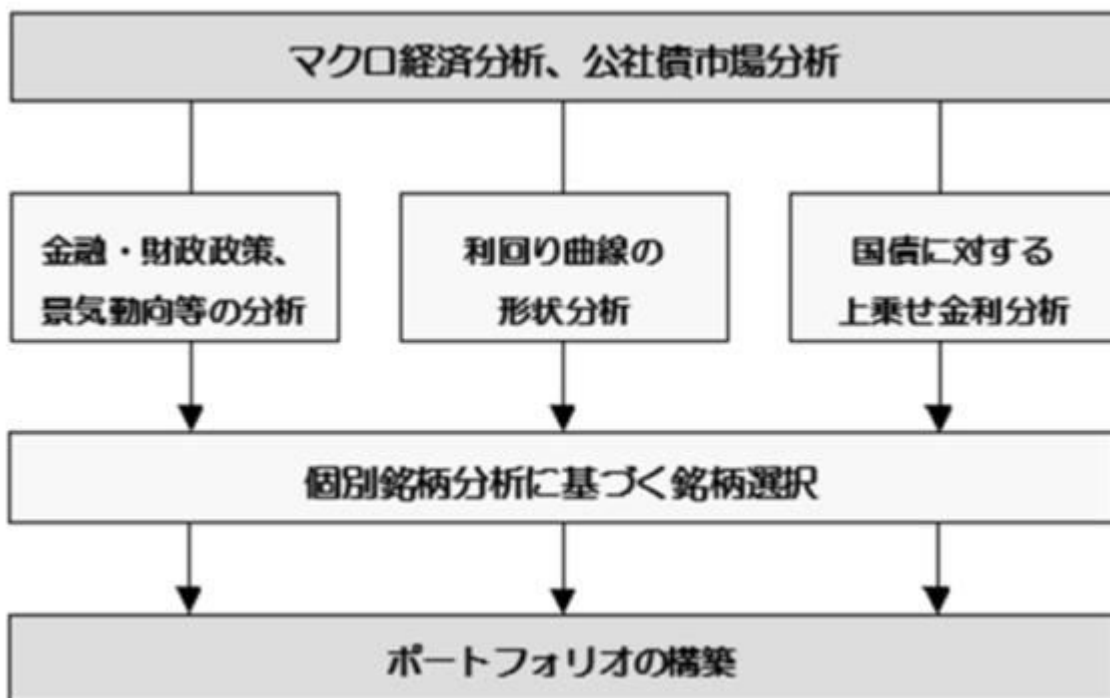 マクロ経済分析、公社債市場分析
金融・財政政策、
景気動向等の分析
利回り曲線の
形状分析
国債に対する
上乗せ金利分析
個別銘柄分析に基づく銘柄選択
ポートフォリオの構築